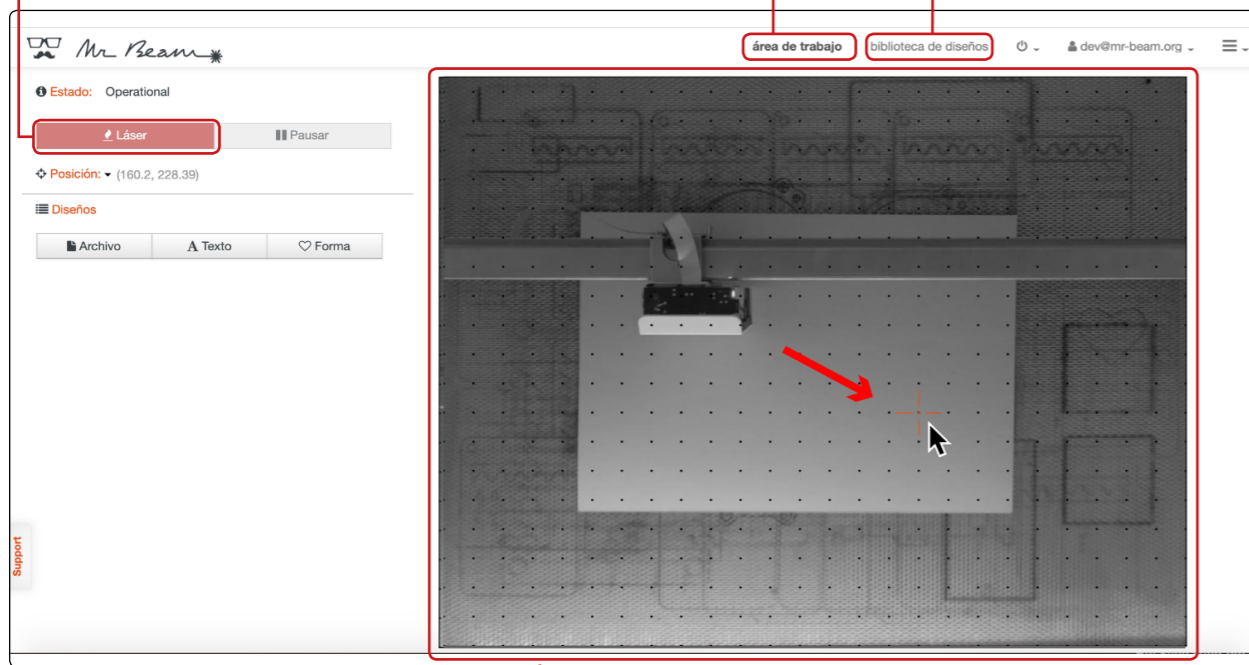 Mr Beam
área de trabajo
biblioteca de diseños
dev@mr-beam.org
Estado: Operational
Láser
Pausar
Posición: (160.2, 228.39)
Diseños
Archivo
Texto
Forma
Support